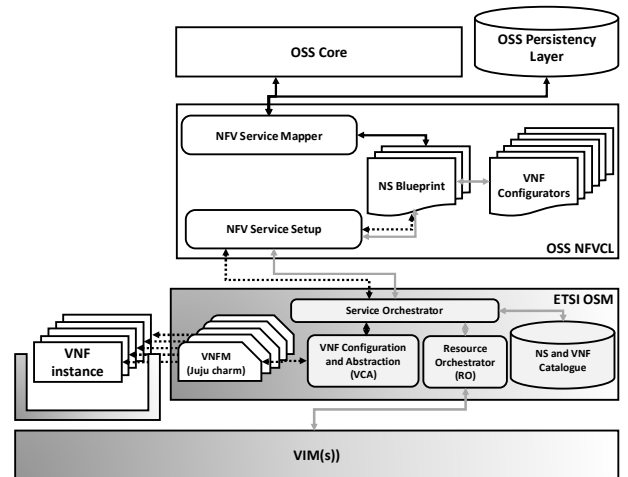 OSS Core
OSS Persistency
Layer
NFV Service Mapper
NS Blueprint
VNF
Configurators
NFV Service Setup
OSS NFVCL
ETSI OSM
Service Orchestrator
VNF
instance
VNFM
(Juju charm)
VNF Configuration
and Abstraction
(VCA)
Resource
Orchestrator
(RO)
NS and VNF
Catalogue
VIM(s))